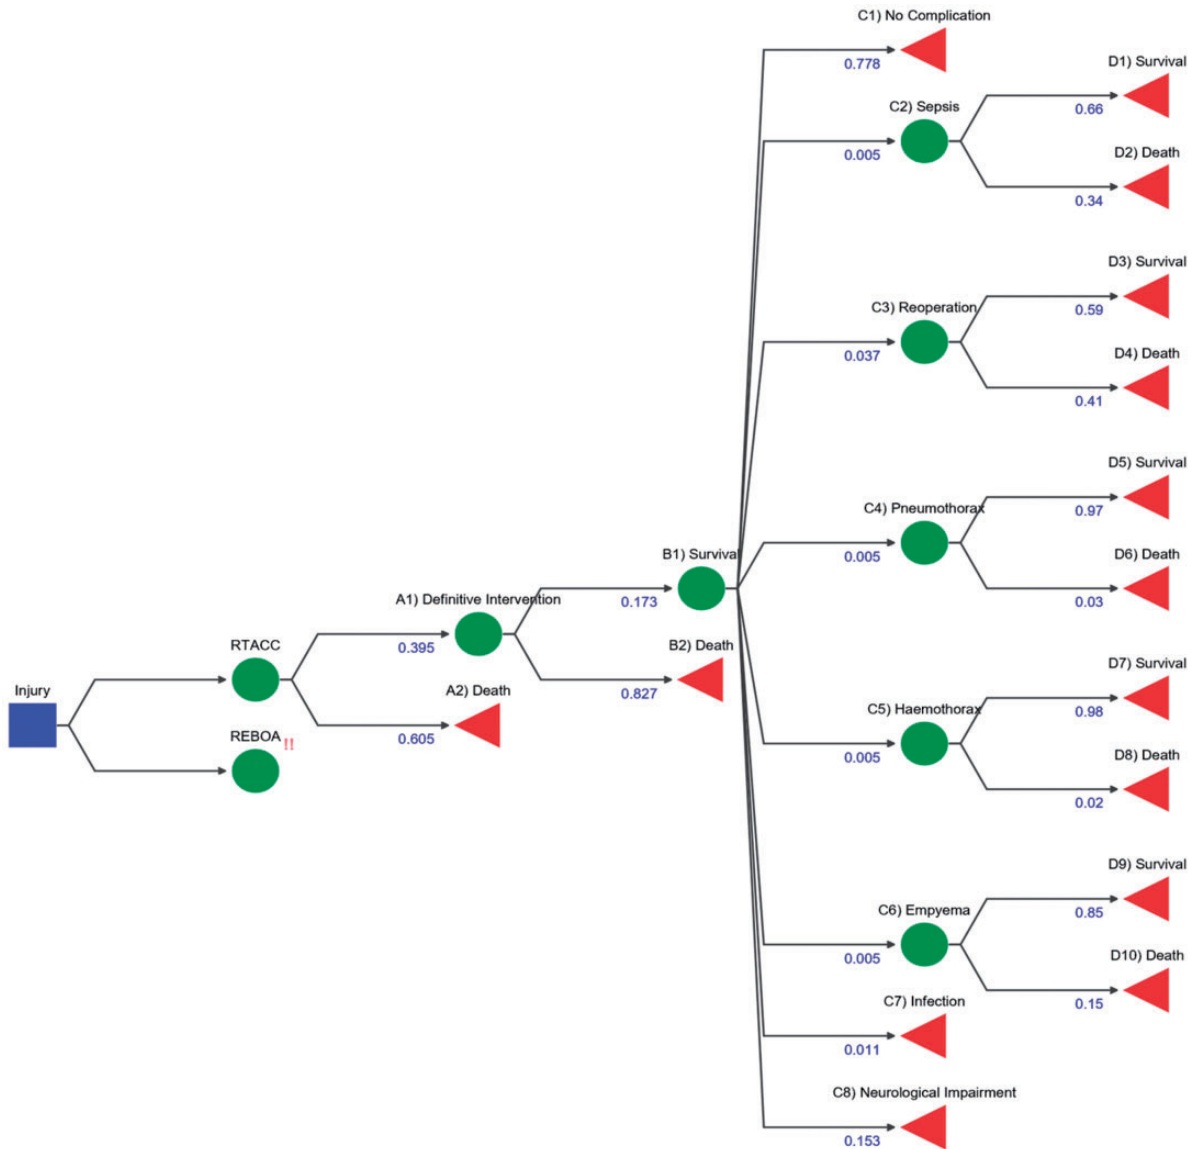 C1) No Complication
0.778
D1) Survival
0.66
C2) Sepsis
0.005
D2) Death
0.34
D3) Survival
0.59
C3) Reoperation
0.037
D4) Death
0.41
D5) Survival
0.97
C4) Pneumothorax
0.005
D6) Death
0.03
B1) Survival
0.173
A1) Definitive Intervention
0.395
B2) Death
0.827
RTACC
A2) Death
0.605
Injury
REBOA !!
D7) Survival
0.98
C5) Haemothorax
0.005
D8) Death
0.02
D9) Survival
0.85
C6) Empyema
0.005
D10) Death
0.15
C7) Infection
0.011
C8) Neurological Impairment
0.153